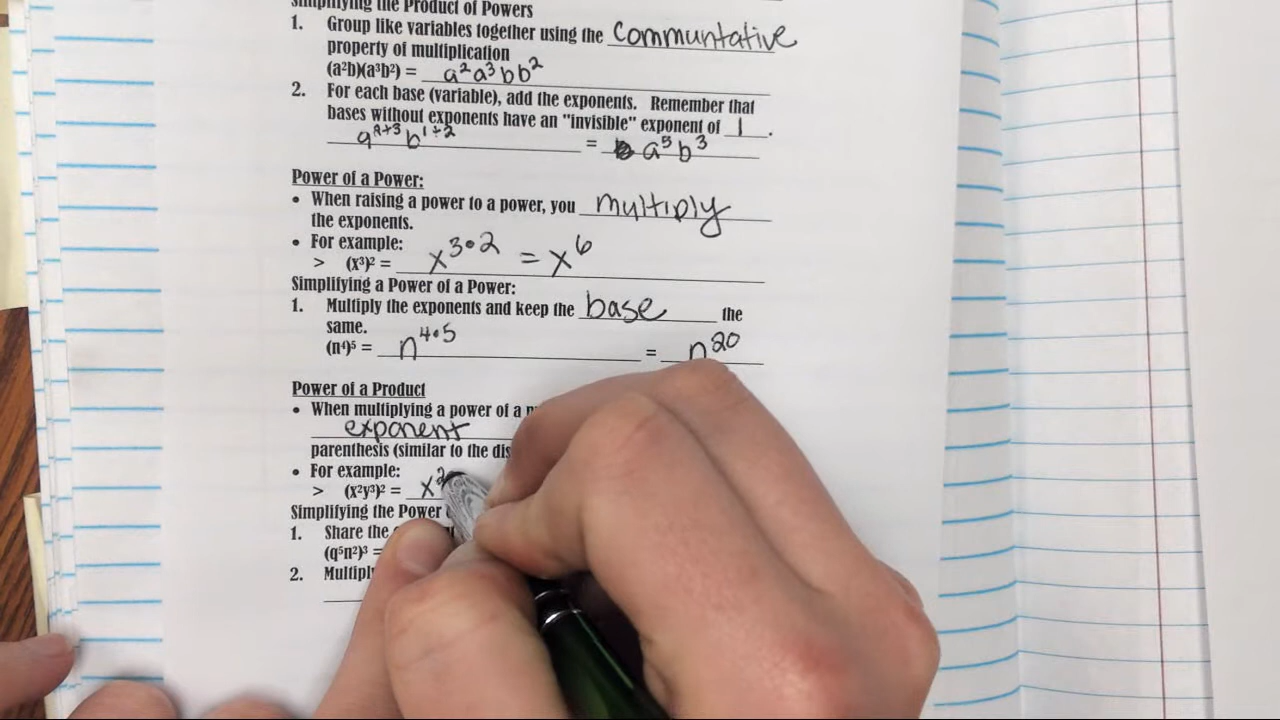 Simplifying the Product of Powers
1. Group like variables together using the Communtative
property of multiplication
(a²b)(a³b²) = a²a³bb²
2. For each base (variable), add the exponents. Remember that
bases without exponents have an "invisible" exponent of 1.
a²⁺³ b¹⁺² = a⁵b³
Power of a Power:
• When raising a power to a power, you multiply
the exponents.
• For example:
> (x³)² = x³•² = x⁶
Simplifying a Power of a Power:
1. Multiply the exponents and keep the base the
same.
(n⁴)⁵ = n⁴•⁵ = n²⁰
Power of a Product
• When multiplying a power of a
exponent
parenthesis (similar to the
• For example:
> (x²y³)² = x²
Simplifying the Power
1. Share the
(q⁵n²)³ =
2.